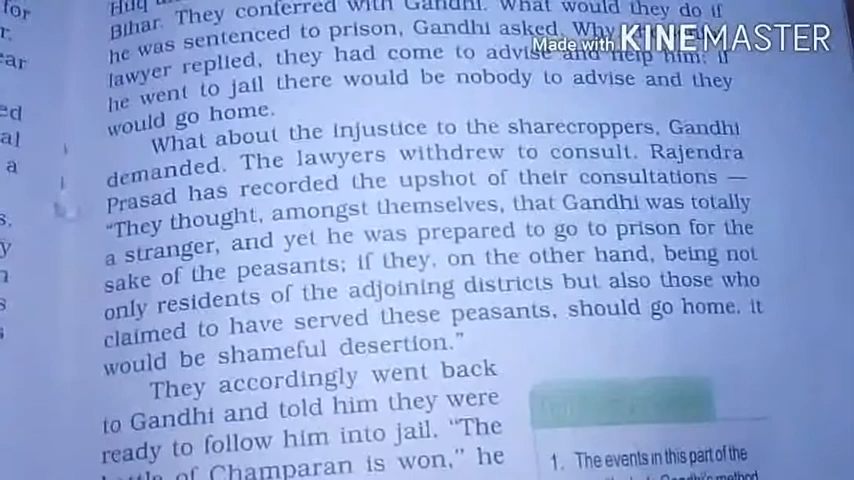 for
r.
ear
ed
al
a
s,
y
s
Huq
Bihar. They conferred with Gandhi. What would they do if
he was sentenced to prison, Gandhi asked. Why
Made with KINEMASTER
lawyer replied, they had come to advise and help him; if
he went to jail there would be nobody to advise and they
would go home.
What about the injustice to the sharecroppers, Gandhi
demanded. The lawyers withdrew to consult. Rajendra
Prasad has recorded the upshot of their consultations —
“They thought, amongst themselves, that Gandhi was totally
a stranger, and yet he was prepared to go to prison for the
sake of the peasants; if they, on the other hand, being not
only residents of the adjoining districts but also those who
claimed to have served these peasants, should go home, it
would be shameful desertion.”
They accordingly went back
to Gandhi and told him they were
ready to follow him into jail. “The
of Champaran is won,” he
1. The events in this part of the
Gandhi's method